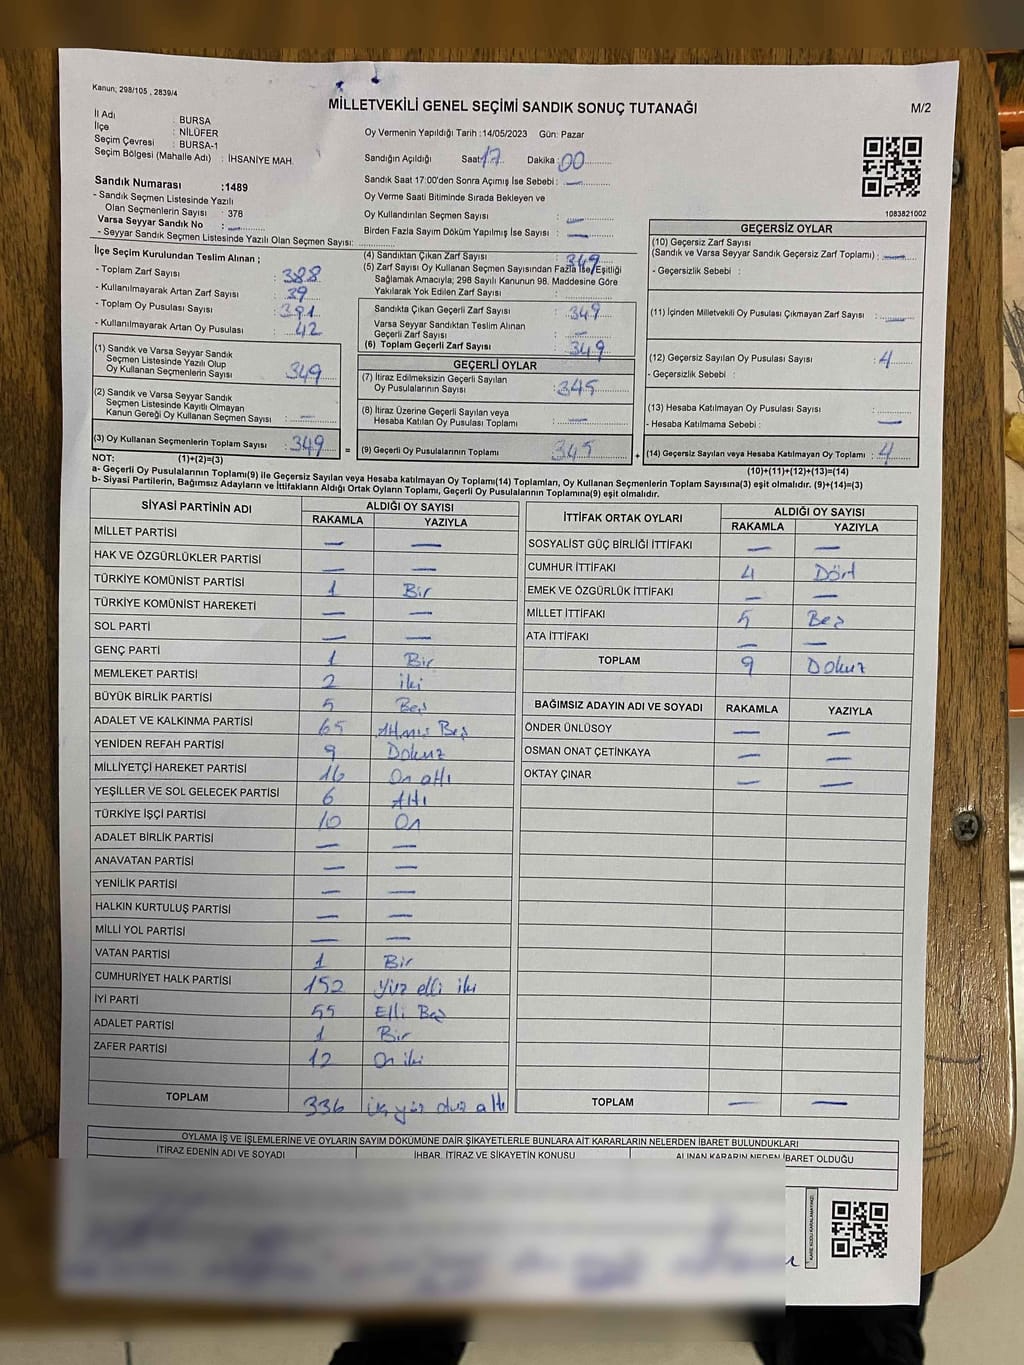 Kanun; 298/105 , 2839/4
MİLLETVEKİLİ GENEL SEÇİMİ SANDIK SONUÇ TUTANAĞI
M/2
İl Adı : BURSA
İlçe : NİLÜFER
Seçim Çevresi : BURSA-1
Seçim Bölgesi (Mahalle Adı) : İHSANİYE MAH.
Oy Vermenin Yapıldığı Tarih :14/05/2023 Gün: Pazar
Sandığın Açıldığı Saat: 17 Dakika: 00
Sandık Saat 17:00'den Sonra Açımış İse Sebebi : —
Oy Verme Saati Bitiminde Sırada Bekleyen ve
Oy Kullandırılan Seçmen Sayısı : —
Birden Fazla Sayım Döküm Yapılmış İse Sayısı : —
1083821002
Sandık Numarası :1489
- Sandık Seçmen Listesinde Yazılı
Olan Seçmenlerin Sayısı : 378
Varsa Seyyar Sandık No : —
- Seyyar Sandık Seçmen Listesinde Yazılı Olan Seçmen Sayısı:
İlçe Seçim Kurulundan Teslim Alınan ;
- Toplam Zarf Sayısı : 388
- Kullanılmayarak Artan Zarf Sayısı : 39
- Toplam Oy Pusulası Sayısı : 391
- Kullanılmayarak Artan Oy Pusulası : 42
(1) Sandık ve Varsa Seyyar Sandık
Seçmen Listesinde Yazılı Olup
Oy Kullanan Seçmenlerin Sayısı : 349
(2) Sandık ve Varsa Seyyar Sandık
Seçmen Listesinde Kayıtlı Olmayan
Kanun Gereği Oy Kullanan Seçmen Sayısı : —
(3) Oy Kullanan Seçmenlerin Toplam Sayısı : 349
(4) Sandıktan Çıkan Zarf Sayısı : 349
(5) Zarf Sayısı Oy Kullanan Seçmen Sayısından Fazla İse, Eşitliği
Sağlamak Amacıyla; 298 Sayılı Kanunun 98. Maddesine Göre
Yakılarak Yok Edilen Zarf Sayısı :
Sandıkta Çıkan Geçerli Zarf Sayısı : 349
Varsa Seyyar Sandıktan Teslim Alınan
Geçerli Zarf Sayısı : —
(6) Toplam Geçerli Zarf Sayısı : 349
GEÇERLİ OYLAR
(7) İtiraz Edilmeksizin Geçerli Sayılan
Oy Pusulalarının Sayısı : 345
(8) İtiraz Üzerine Geçerli Sayılan veya
Hesaba Katılan Oy Pusulası Toplamı : —
= (9) Geçerli Oy Pusulalarının Toplamı : 345
GEÇERSİZ OYLAR
(10) Geçersiz Zarf Sayısı
(Sandık ve Varsa Seyyar Sandık Geçersiz Zarf Toplamı) : —
- Geçersizlik Sebebi :
(11) İçinden Milletvekili Oy Pusulası Çıkmayan Zarf Sayısı : —
(12) Geçersiz Sayılan Oy Pusulası Sayısı : 4
- Geçersizlik Sebebi :
(13) Hesaba Katılmayan Oy Pusulası Sayısı :
- Hesaba Katılmama Sebebi : —
+ (14) Geçersiz Sayılan veya Hesaba Katılmayan Oy Toplamı : 4
NOT: (1)+(2)=(3)
(10)+(11)+(12)+(13)=(14)
a- Geçerli Oy Pusulalarının Toplamı(9) ile Geçersiz Sayılan veya Hesaba katılmayan Oy Toplamı(14) Toplamları, Oy Kullanan Seçmenlerin Toplam Sayısına(3) eşit olmalıdır. (9)+(14)=(3)
b- Siyasi Partilerin, Bağımsız Adayların ve İttifakların Aldığı Ortak Oyların Toplamı, Geçerli Oy Pusulalarının Toplamına(9) eşit olmalıdır.
SİYASİ PARTİNİN ADI ALDIĞI OY SAYISI
RAKAMLA YAZIYLA
MİLLET PARTİSİ — —
HAK VE ÖZGÜRLÜKLER PARTİSİ — —
TÜRKİYE KOMÜNİST PARTİSİ 1 Bir
TÜRKİYE KOMÜNİST HAREKETİ — —
SOL PARTİ — —
GENÇ PARTİ 1 Bir
MEMLEKET PARTİSİ 2 iki
BÜYÜK BİRLİK PARTİSİ 5 Beş
ADALET VE KALKINMA PARTİSİ 65 Atmış Beş
YENİDEN REFAH PARTİSİ 9 Dokuz
MİLLİYETÇİ HAREKET PARTİSİ 16 On altı
YEŞİLLER VE SOL GELECEK PARTİSİ 6 Altı
TÜRKİYE İŞÇİ PARTİSİ 10 On
ADALET BİRLİK PARTİSİ — —
ANAVATAN PARTİSİ — —
YENİLİK PARTİSİ — —
HALKIN KURTULUŞ PARTİSİ — —
MİLLİ YOL PARTİSİ — —
VATAN PARTİSİ 1 Bir
CUMHURİYET HALK PARTİSİ 152 Yüz elli iki
İYİ PARTİ 55 Elli Beş
ADALET PARTİSİ 1 Bir
ZAFER PARTİSİ 12 On iki
TOPLAM 336 üç yüz otuz altı
İTTİFAK ORTAK OYLARI ALDIĞI OY SAYISI
RAKAMLA YAZIYLA
SOSYALİST GÜÇ BİRLİĞİ İTTİFAKI — —
CUMHUR İTTİFAKI 4 Dört
EMEK VE ÖZGÜRLÜK İTTİFAKI — —
MİLLET İTTİFAKI 5 Beş
ATA İTTİFAKI — —
TOPLAM 9 Dokuz
BAĞIMSIZ ADAYIN ADI VE SOYADI RAKAMLA YAZIYLA
ÖNDER ÜNLÜSOY — —
OSMAN ONAT ÇETİNKAYA — —
OKTAY ÇINAR — —
TOPLAM — —
OYLAMA İŞ VE İŞLEMLERİNE VE OYLARIN SAYIM DÖKÜMÜNE DAİR ŞİKAYETLERLE BUNLARA AİT KARARLARIN NELERDEN İBARET BULUNDUKLARI
İTİRAZ EDENİN ADI VE SOYADI İHBAR, İTİRAZ VE ŞİKAYETİN KONUSU ALINAN KARARIN NEDEN İBARET OLDUĞU